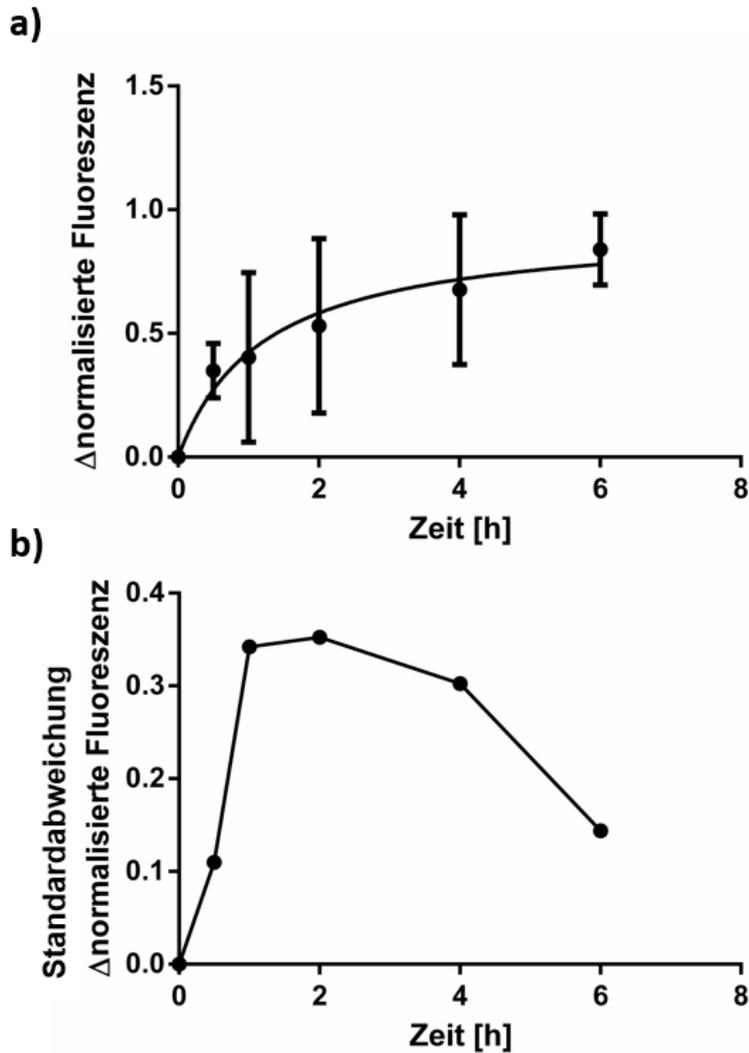 a)
Δnormalisierte Fluoreszenz
1.5
1.0
0.5
0.0
0 2 4 6 8
Zeit [h]
b)
Standardabweichung
Δnormalisierte Fluoreszenz
0.4
0.3
0.2
0.1
0.0
0 2 4 6 8
Zeit [h]